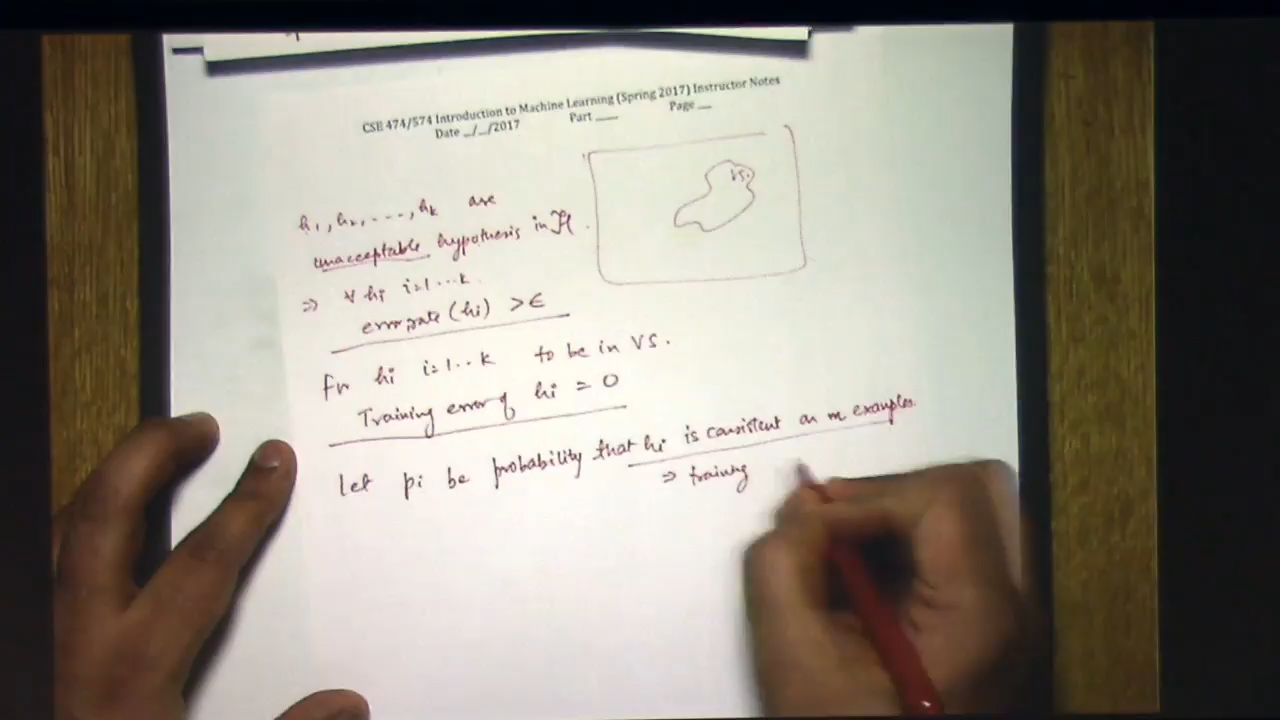 CSE 474/574 Introduction to Machine Learning (Spring 2017) Instructor Notes
Date _/_/2017 Part ___ Page __
VS.
h1, h2, ..., hk are
unacceptable hypothesis in H.
⇒ ∀ hi i=1...k.
error rate (hi) > ∈
For hi i=1..k to be in VS.
Training error of hi = 0
Let pi be probability that hi is consistent on m examples.
⇒ training